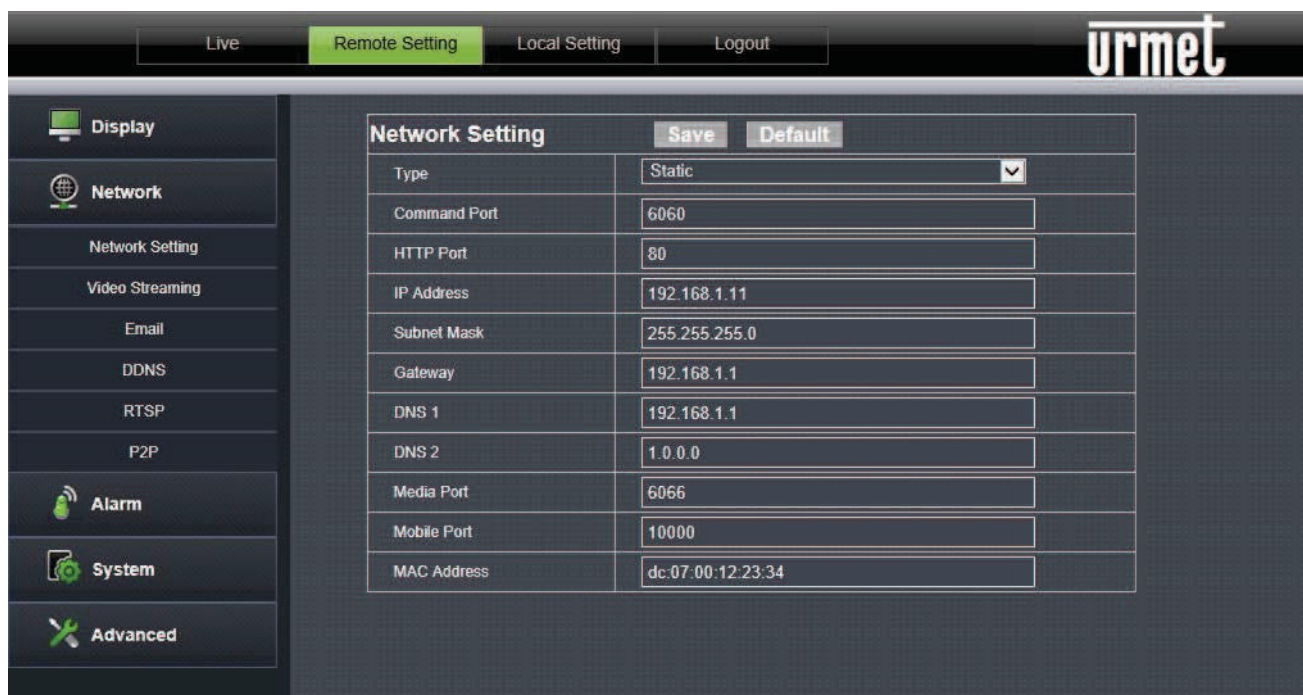 Live Remote Setting Local Setting Logout
urmet
Display
Network
Network Setting
Video Streaming
Email
DDNS
RTSP
P2P
Alarm
System
Advanced
Network Setting Save Default
Type Static
Command Port 6060
HTTP Port 80
IP Address 192.168.1.11
Subnet Mask 255.255.255.0
Gateway 192.168.1.1
DNS 1 192.168.1.1
DNS 2 1.0.0.0
Media Port 6066
Mobile Port 10000
MAC Address dc:07:00:12:23:34